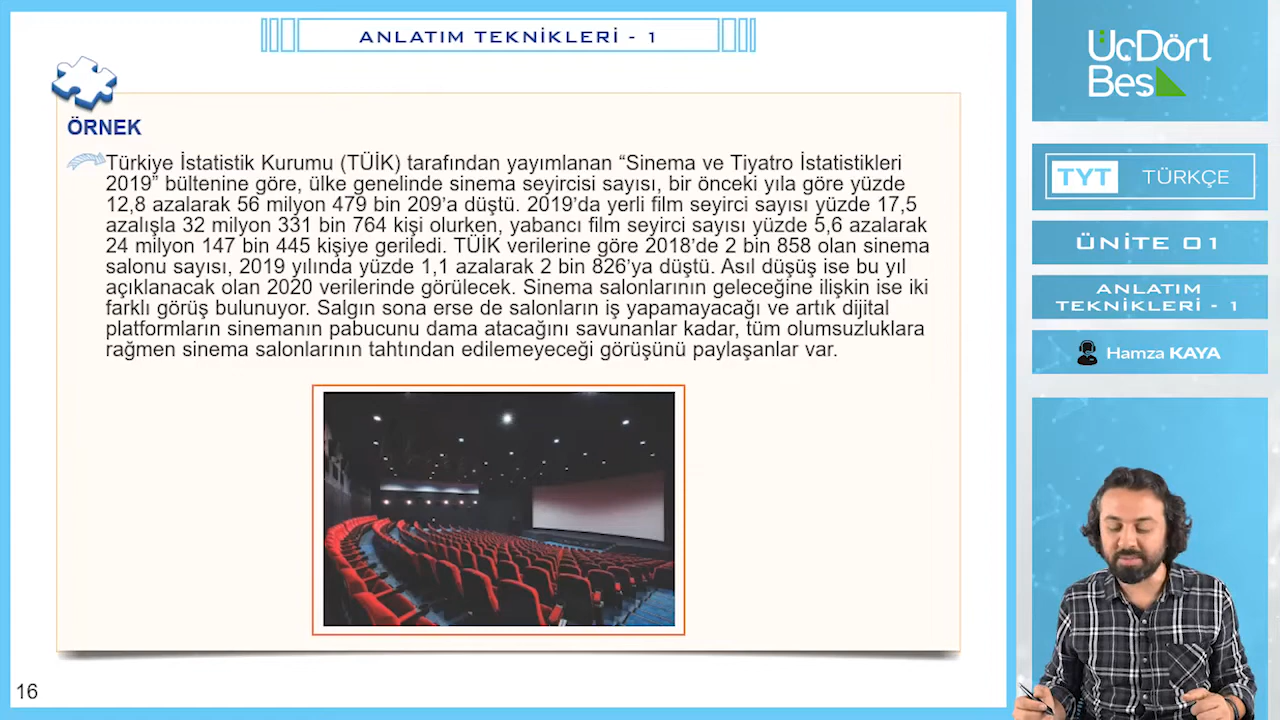 ANLATIM TEKNİKLERİ - 1
ÖRNEK
Türkiye İstatistik Kurumu (TÜİK) tarafından yayımlanan “Sinema ve Tiyatro İstatistikleri
2019” bültenine göre, ülke genelinde sinema seyircisi sayısı, bir önceki yıla göre yüzde
12,8 azalarak 56 milyon 479 bin 209’a düştü. 2019’da yerli film seyirci sayısı yüzde 17,5
azalışla 32 milyon 331 bin 764 kişi olurken, yabancı film seyirci sayısı yüzde 5,6 azalarak
24 milyon 147 bin 445 kişiye geriledi. TÜİK verilerine göre 2018’de 2 bin 858 olan sinema
salonu sayısı, 2019 yılında yüzde 1,1 azalarak 2 bin 826’ya düştü. Asıl düşüş ise bu yıl
açıklanacak olan 2020 verilerinde görülecek. Sinema salonlarının geleceğine ilişkin ise iki
farklı görüş bulunuyor. Salgın sona erse de salonların iş yapamayacağı ve artık dijital
platformların sinemanın pabucunu dama atacağını savunanlar kadar, tüm olumsuzluklara
rağmen sinema salonlarının tahtından edilemeyeceği görüşünü paylaşanlar var.
16
ÜçDört
Beş
TYT TÜRKÇE
ÜNİTE 01
ANLATIM
TEKNİKLERİ - 1
Hamza KAYA